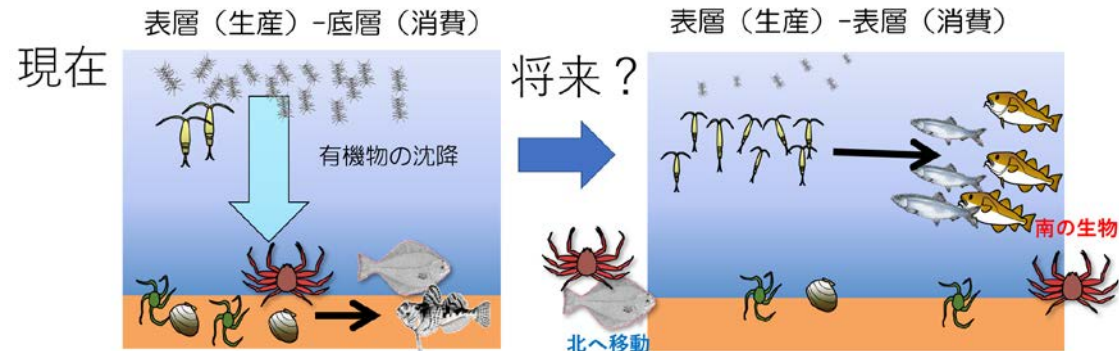 表層（生産）-底層（消費）
現在
有機物の沈降
表層（生産）-表層（消費）
将来？
南の生物
北へ移動